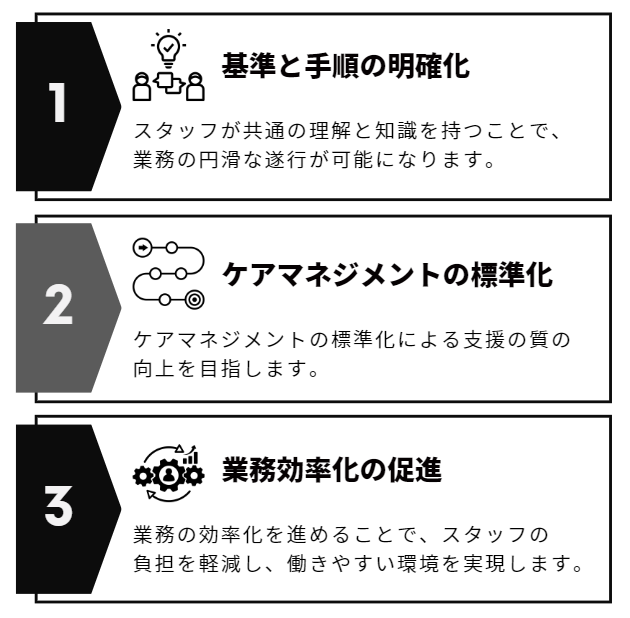 1
基準と手順の明確化
スタッフが共通の理解と知識を持つことで、
業務の円滑な遂行が可能になります。
2
ケアマネジメントの標準化
ケアマネジメントの標準化による支援の質の
向上を目指します。
3
業務効率化の促進
業務の効率化を進めることで、スタッフの
負担を軽減し、働きやすい環境を実現します。